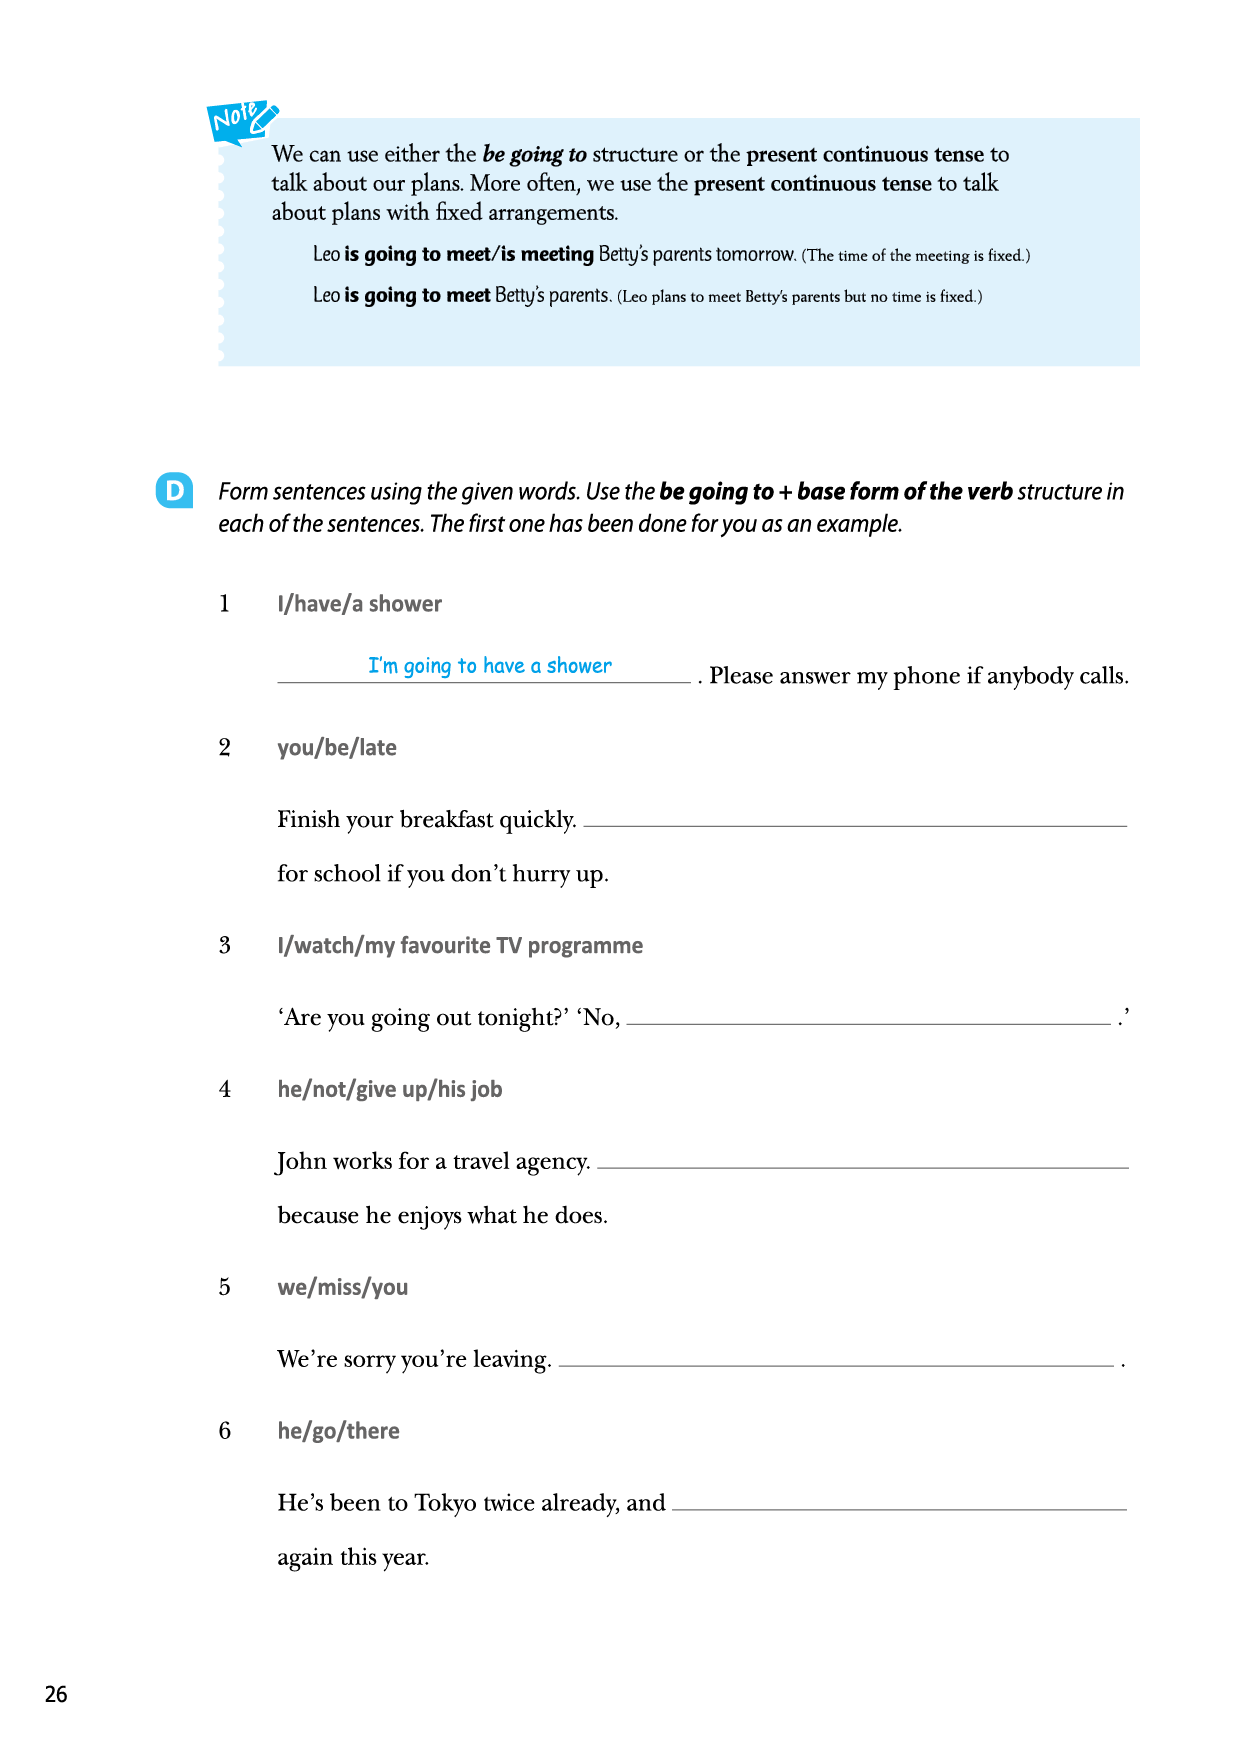 Note
We can use either the be going to structure or the present continuous tense to
talk about our plans. More often, we use the present continuous tense to talk
about plans with fixed arrangements.
Leo is going to meet/is meeting Betty’s parents tomorrow. (The time of the meeting is fixed.)
Leo is going to meet Betty’s parents. (Leo plans to meet Betty’s parents but no time is fixed.)
D Form sentences using the given words. Use the be going to + base form of the verb structure in
each of the sentences. The first one has been done for you as an example.
1 I/have/a shower
I’m going to have a shower . Please answer my phone if anybody calls.
2 you/be/late
Finish your breakfast quickly.
for school if you don’t hurry up.
3 I/watch/my favourite TV programme
‘Are you going out tonight?’ ‘No, .’
4 he/not/give up/his job
John works for a travel agency.
because he enjoys what he does.
5 we/miss/you
We’re sorry you’re leaving. .
6 he/go/there
He’s been to Tokyo twice already, and
again this year.
26